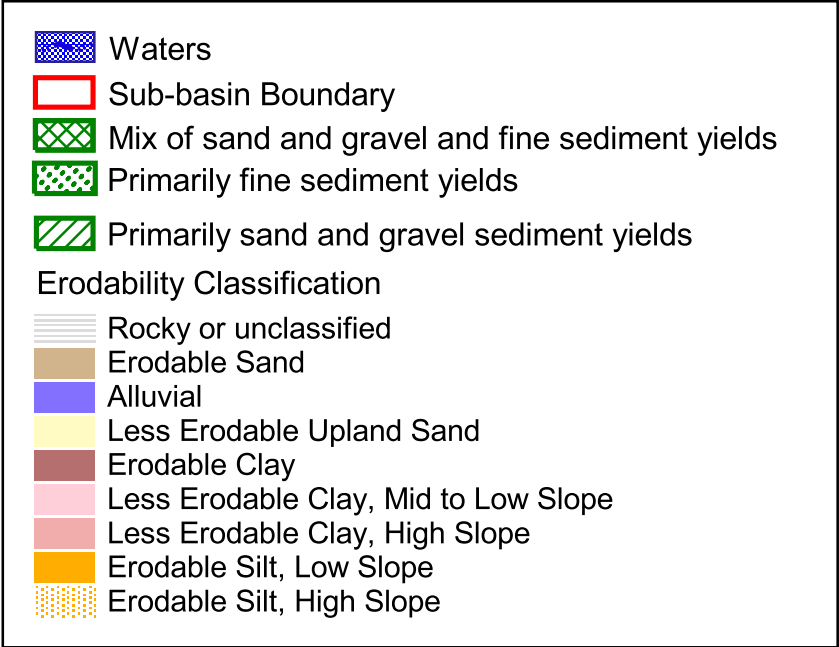 Waters
Sub-basin Boundary
Mix of sand and gravel and fine sediment yields
Primarily fine sediment yields
Primarily sand and gravel sediment yields
Erodability Classification
Rocky or unclassified
Erodable Sand
Alluvial
Less Erodable Upland Sand
Erodable Clay
Less Erodable Clay, Mid to Low Slope
Less Erodable Clay, High Slope
Erodable Silt, Low Slope
Erodable Silt, High Slope